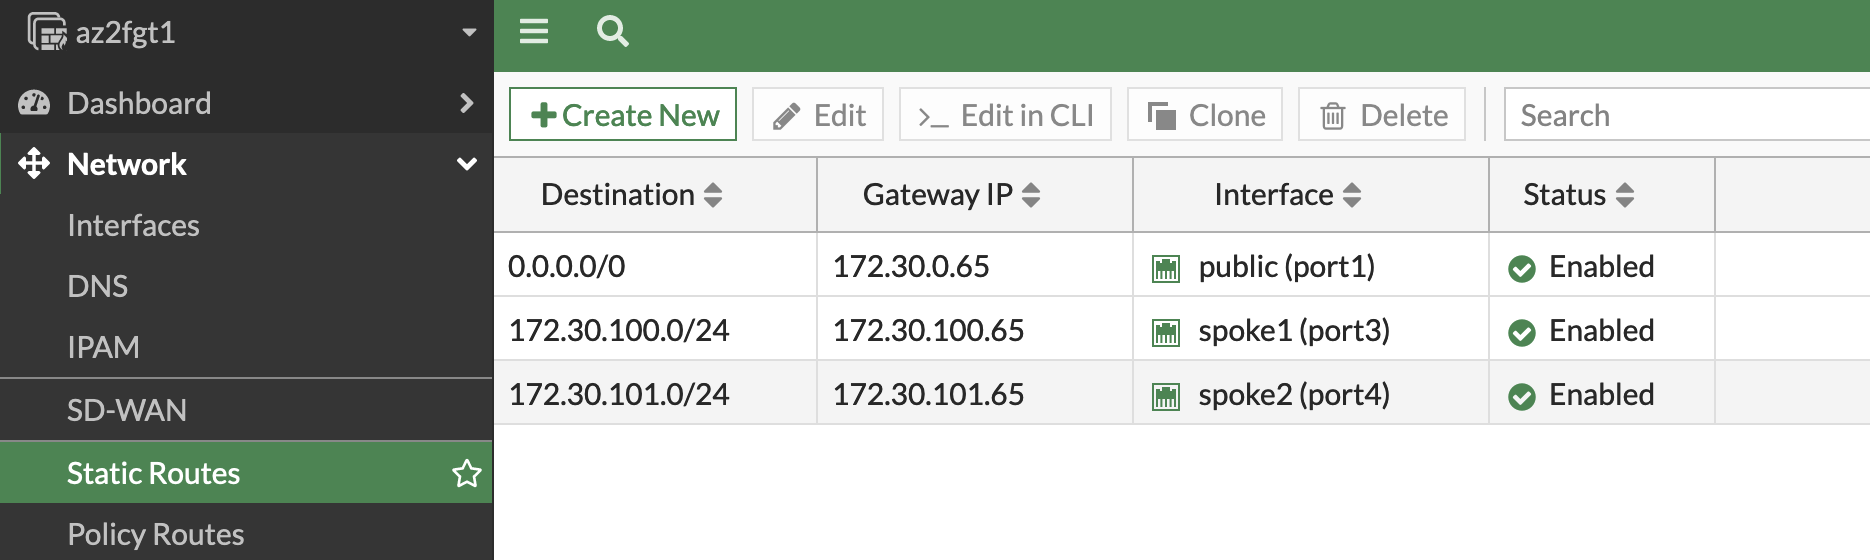 az2fgt1
Dashboard
Network
Interfaces
DNS
IPAM
SD-WAN
Static Routes
Policy Routes
Create New Edit Edit in CLI Clone Delete Search
Destination Gateway IP Interface Status
0.0.0.0/0 172.30.0.65 public (port1) Enabled
172.30.100.0/24 172.30.100.65 spoke1 (port3) Enabled
172.30.101.0/24 172.30.101.65 spoke2 (port4) Enabled